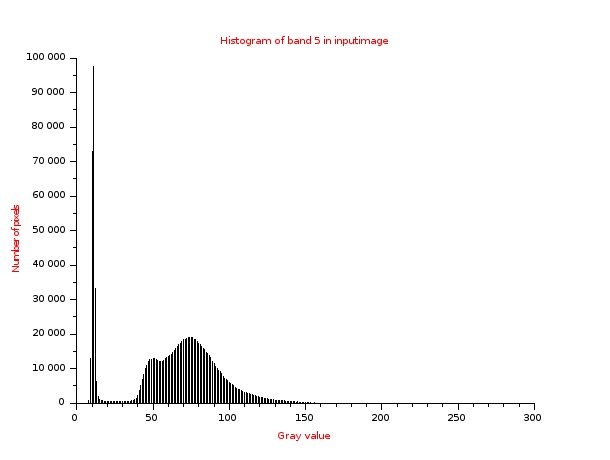 Histogram of band 5 in inputimage
100 000
90 000
80 000
70 000
60 000
50 000
40 000
30 000
20 000
10 000
0
Number of pixels
0 50 100 150 200 250 300
Gray value